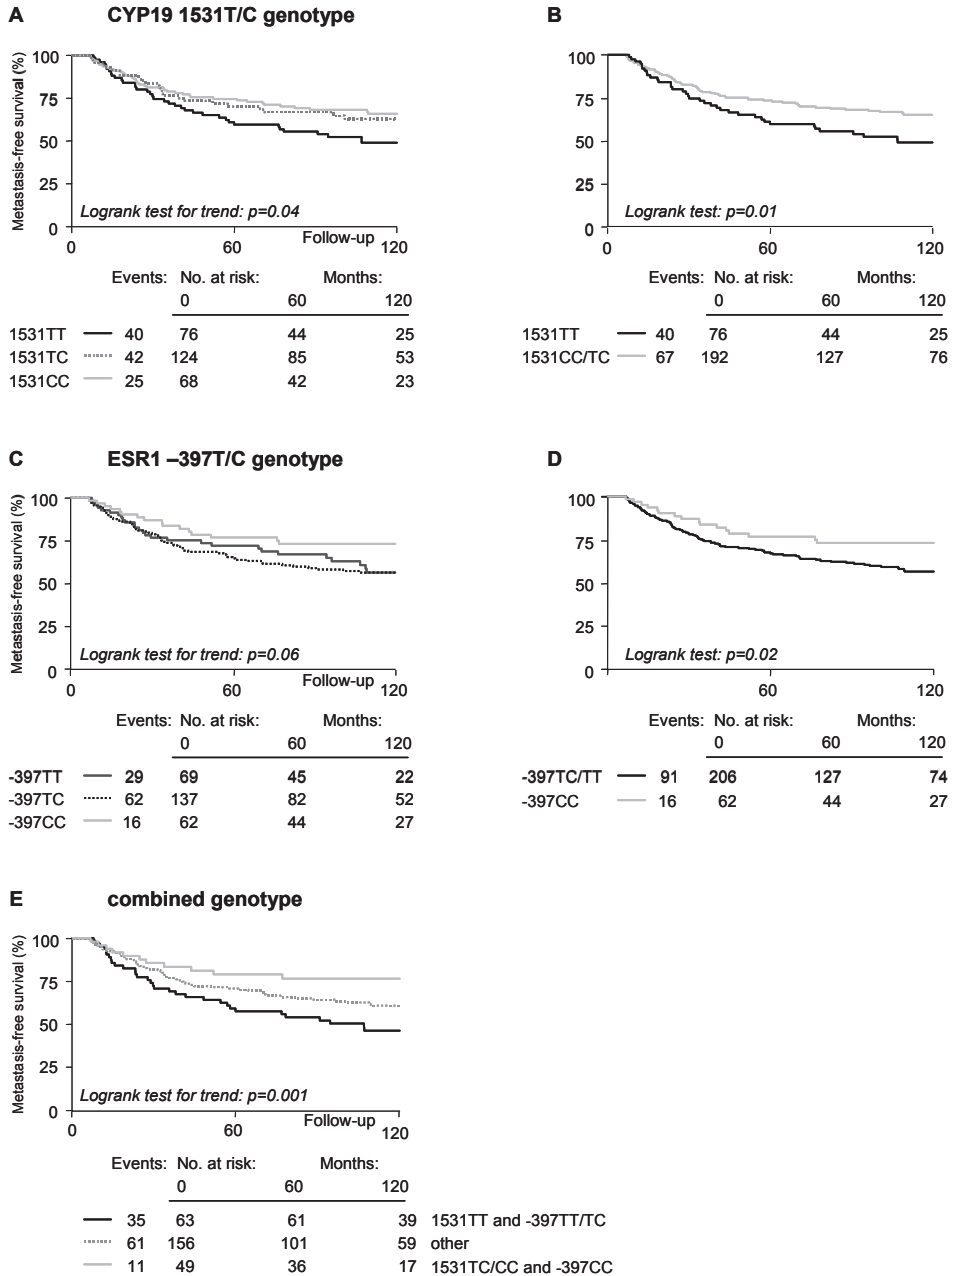 A CYP19 1531T/C genotype
Metastasis-free survival (%)
100
75
50
25
0
Logrank test for trend: p=0.04
Follow-up
0 60 120
Events: No. at risk: Months:
0 60 120
1531TT 40 76 44 25
1531TC 42 124 85 53
1531CC 25 68 42 23
B
100
75
50
25
0
Logrank test: p=0.01
0 60 120
Events: No. at risk: Months:
0 60 120
1531TT 40 76 44 25
1531CC/TC 67 192 127 76
C ESR1 –397T/C genotype
Metastasis-free survival (%)
100
75
50
25
0
Logrank test for trend: p=0.06
Follow-up
0 60 120
Events: No. at risk: Months:
0 60 120
-397TT 29 69 45 22
-397TC 62 137 82 52
-397CC 16 62 44 27
D
100
75
50
25
0
Logrank test: p=0.02
60 120
Events: No. at risk: Months:
0 60 120
-397TC/TT 91 206 127 74
-397CC 16 62 44 27
E combined genotype
Metastasis-free survival (%)
100
75
50
25
0
Logrank test for trend: p=0.001
Follow-up
0 60 120
Events: No. at risk: Months:
0 60 120
35 63 61 39 1531TT and -397TT/TC
61 156 101 59 other
11 49 36 17 1531TC/CC and -397CC